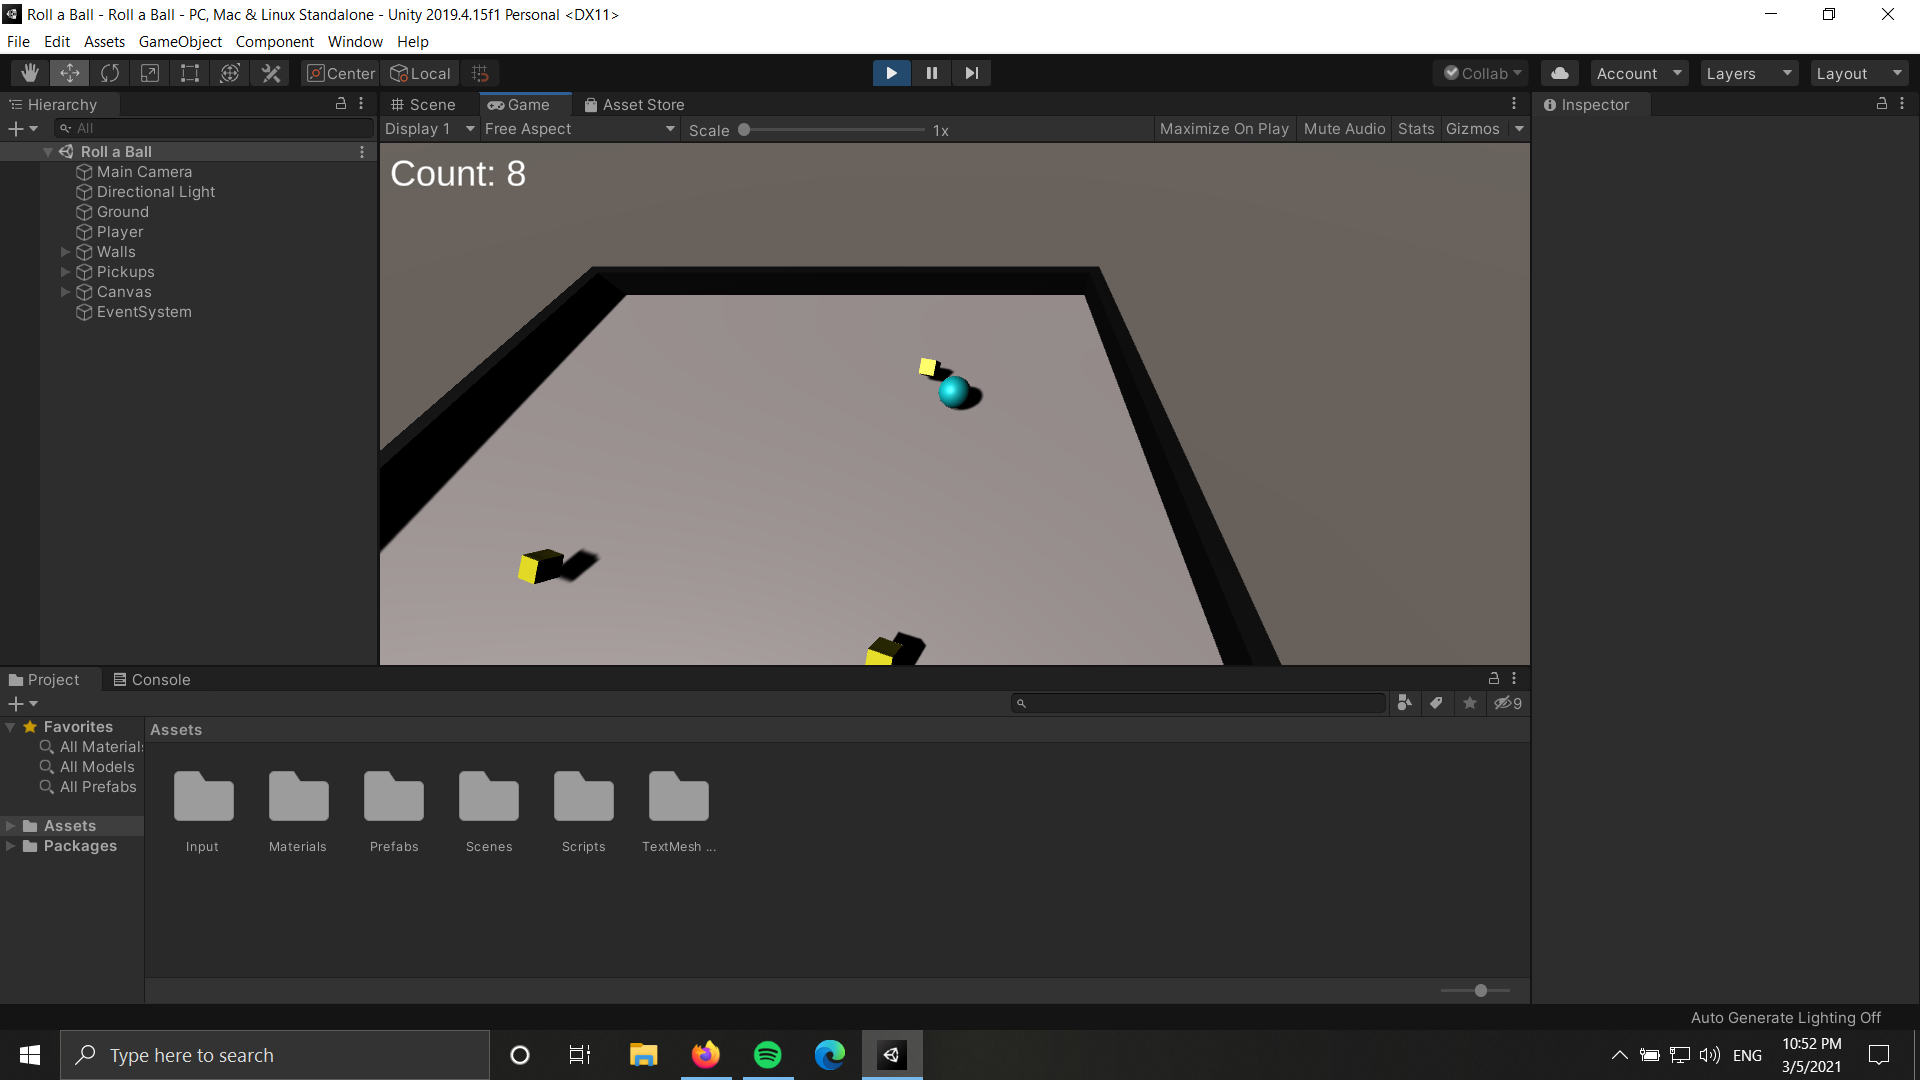 Roll a Ball - Roll a Ball - PC, Mac & Linux Standalone - Unity 2019.4.15f1 Personal <DX11>
File Edit Assets GameObject Component Window Help
Center Local Collab Account Layers Layout
Hierarchy
All
Roll a Ball
Main Camera
Directional Light
Ground
Player
Walls
Pickups
Canvas
EventSystem
Scene Game Asset Store
Display 1 Free Aspect Scale 1x Maximize On Play Mute Audio Stats Gizmos
Count: 8
Inspector
Project Console
9
Favorites
All Materials
All Models
All Prefabs
Assets
Packages
Assets
Input Materials Prefabs Scenes Scripts TextMesh ...
Auto Generate Lighting Off
Type here to search
ENG
10:52 PM
3/5/2021